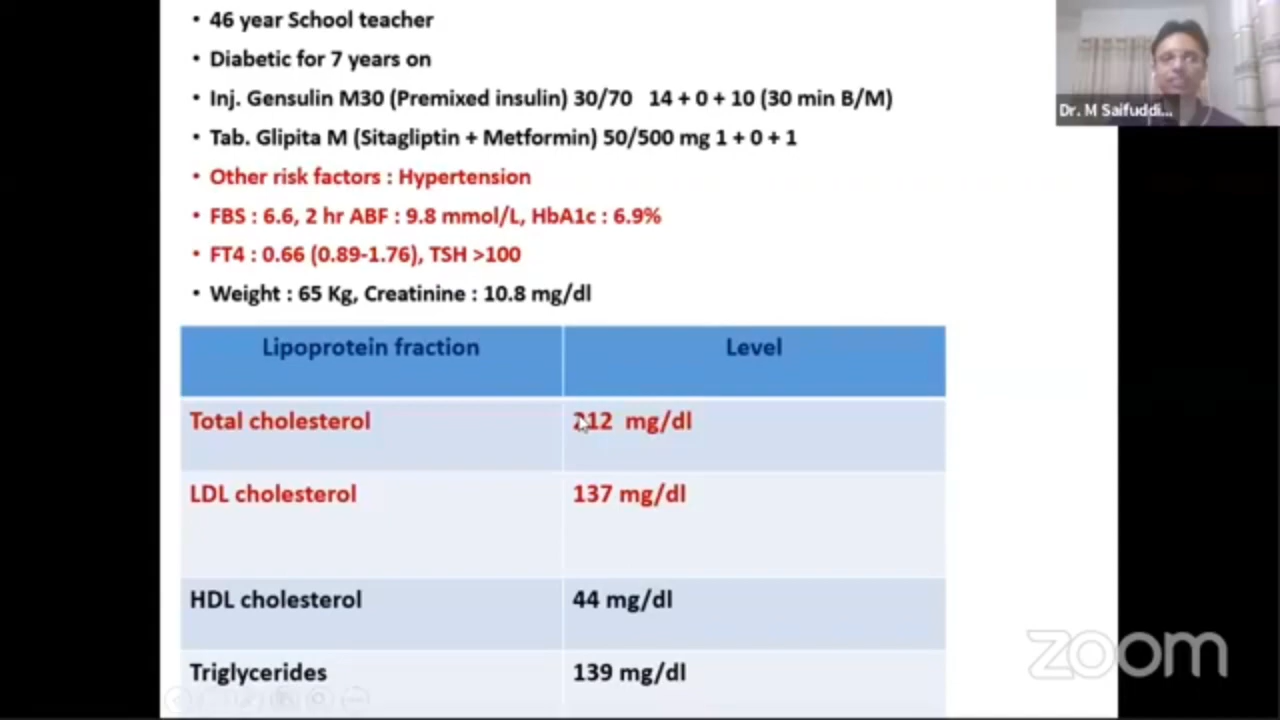 • 46 year School teacher
• Diabetic for 7 years on
• Inj. Gensulin M30 (Premixed insulin) 30/70 14 + 0 + 10 (30 min B/M)
• Tab. Glipita M (Sitagliptin + Metformin) 50/500 mg 1 + 0 + 1
• Other risk factors : Hypertension
• FBS : 6.6, 2 hr ABF : 9.8 mmol/L, HbA1c : 6.9%
• FT4 : 0.66 (0.89-1.76), TSH >100
• Weight : 65 Kg, Creatinine : 10.8 mg/dl
Dr. M Saifuddi...
Lipoprotein fraction Level
Total cholesterol 212 mg/dl
LDL cholesterol 137 mg/dl
HDL cholesterol 44 mg/dl
Triglycerides 139 mg/dl
zoom